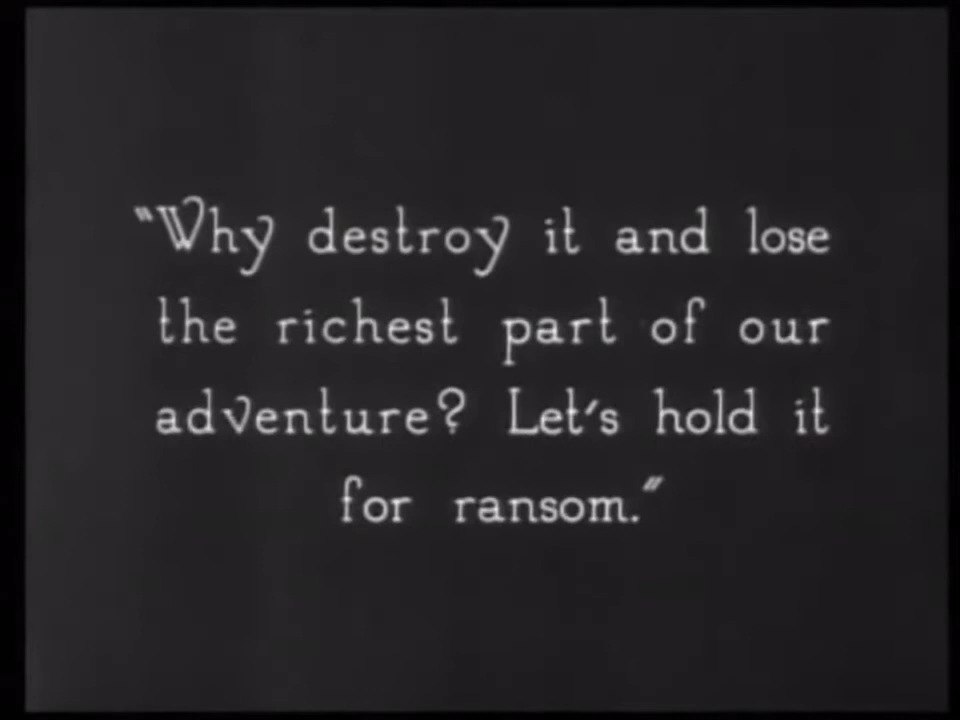 "Why destroy it and lose
the richest part of our
adventure? Let's hold it
for ransom."